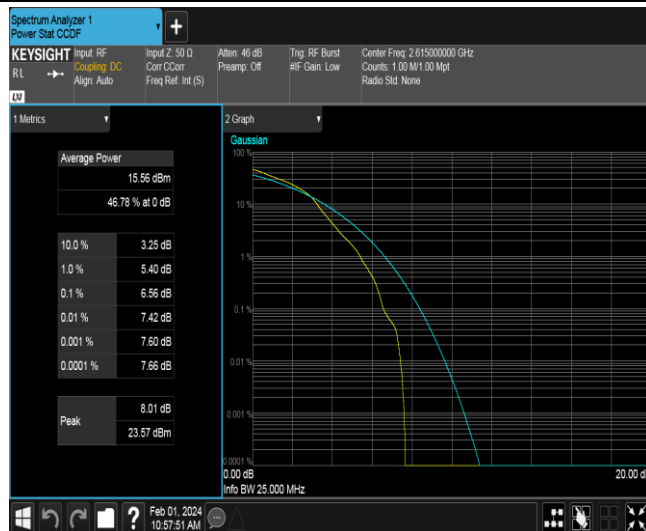 Spectrum Analyzer 1
Power Stat CCDF
+
KEYSIGHT
RL
Input: RF
Coupling: DC
Align: Auto
Input Z: 50 Ω
Corr CCorr
Freq Ref: Int (S)
Atten: 46 dB
Preamp: Off
Trig: RF Burst
#IF Gain: Low
Center Freq: 2.615000000 GHz
Counts: 1.00 M/1.00 Mpt
Radio Std: None
1 Metrics
Average Power
15.56 dBm
46.78 % at 0 dB
10.0 % 3.25 dB
1.0 % 5.40 dB
0.1 % 6.56 dB
0.01 % 7.42 dB
0.001 % 7.60 dB
0.0001 % 7.66 dB
Peak
8.01 dB
23.57 dBm
2 Graph
Gaussian
100 %
10 %
1 %
0.1 %
0.01 %
0.001 %
0.0001 %
0.00 dB
20.00 d
Info BW 25.000 MHz
?
Feb 01, 2024
10:57:51 AM